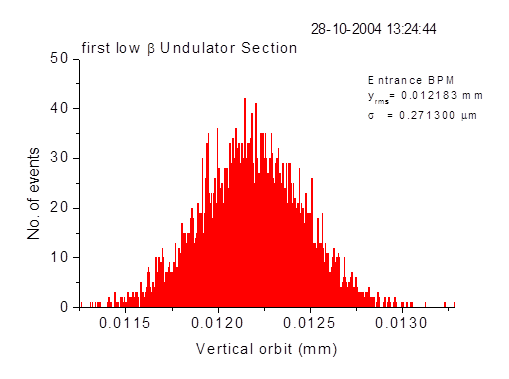 28-10-2004 13:24:44
first low β Undulator Section
Entrance BPM
yrms= 0.012183 mm
σ = 0.271300 μm
50
40
30
20
10
0
No. of events
0.0115 0.0120 0.0125 0.0130
Vertical orbit (mm)